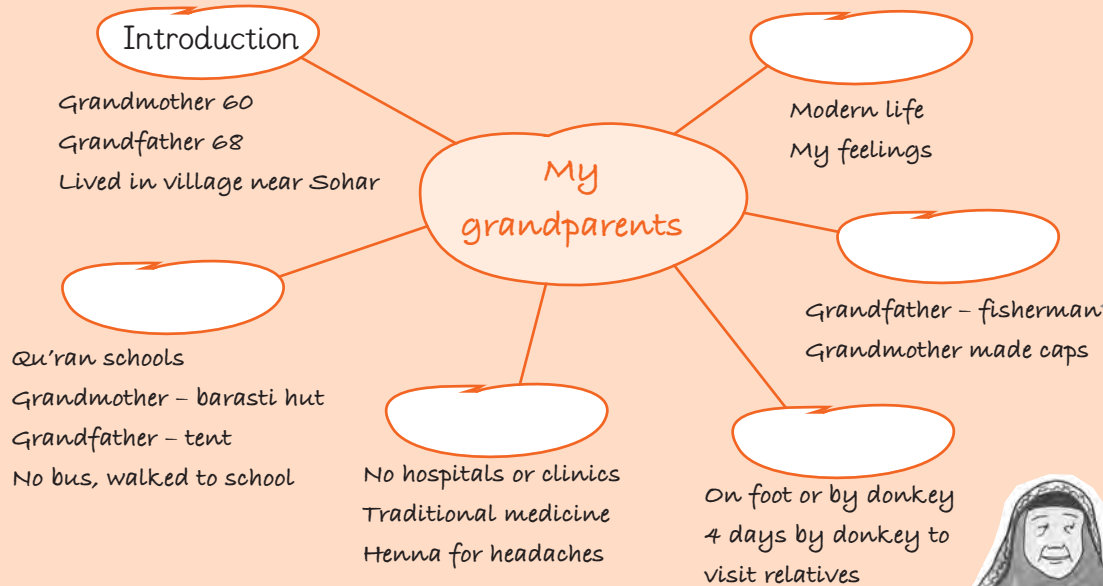 Introduction
Grandmother 60
Grandfather 68
Lived in village near Sohar
My
grandparents
Modern life
My feelings
Grandfather – fisherman
Grandmother made caps
Qu'ran schools
Grandmother – barasti hut
Grandfather – tent
No bus, walked to school
No hospitals or clinics
Traditional medicine
Henna for headaches
On foot or by donkey
4 days by donkey to
visit relatives